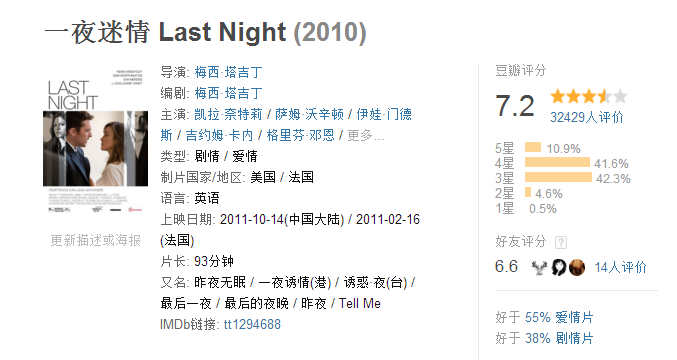 一夜迷情 Last Night (2010)
LAST
NIGHT
导演: 梅西·塔吉丁
编剧: 梅西·塔吉丁
主演: 凯拉·奈特莉 / 萨姆·沃辛顿 / 伊娃·门德
斯 / 吉约姆·卡内 / 格里芬·邓恩 / 更多...
类型: 剧情 / 爱情
制片国家/地区: 美国 / 法国
语言: 英语
上映日期: 2011-10-14(中国大陆) / 2011-02-16
(法国)
片长: 93分钟
又名: 昨夜无眠 / 一夜诱情(港) / 诱惑·夜(台) /
最后一夜 / 最后的夜晚 / 昨夜 / Tell Me
IMDb链接: tt1294688
更新描述或海报
豆瓣评分
7.2
32429人评价
5星 10.9%
4星 41.6%
3星 42.3%
2星 4.6%
1星 0.5%
好友评分 ?
6.6 14人评价
好于 55% 爱情片
好于 38% 剧情片